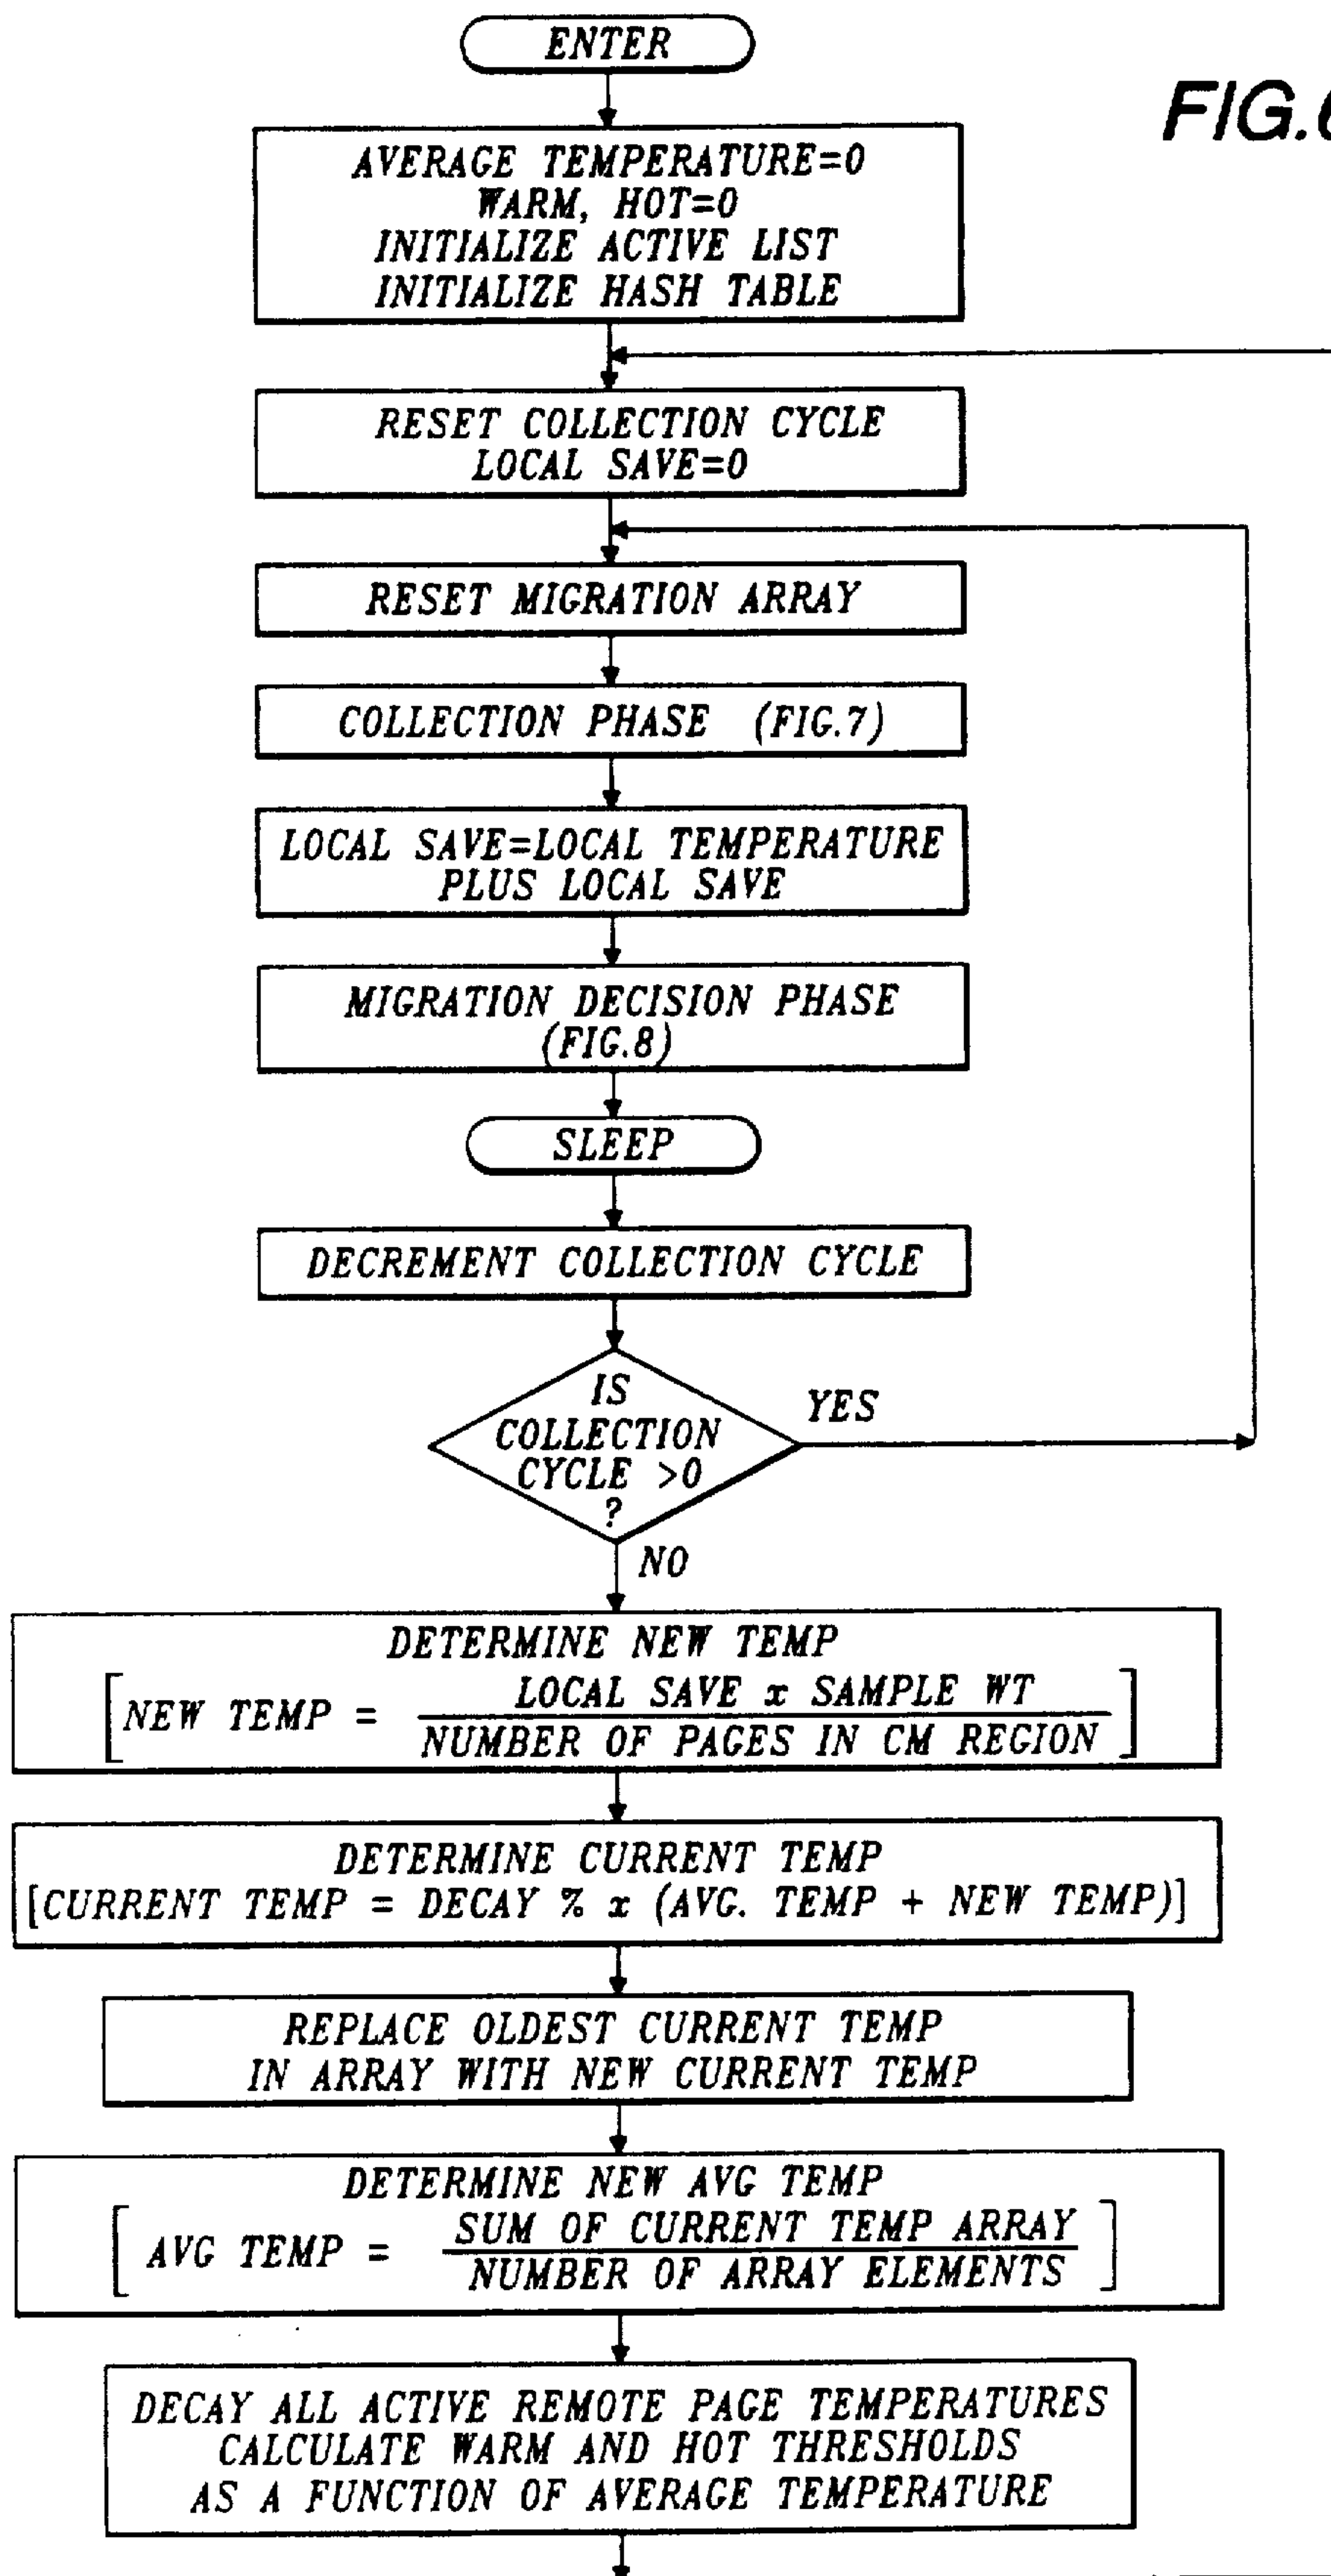 ENTER
FIG.6
AVERAGE TEMPERATURE=0
WARM, HOT=0
INITIALIZE ACTIVE LIST
INITIALIZE HASH TABLE
RESET COLLECTION CYCLE
LOCAL SAVE=0
RESET MIGRATION ARRAY
COLLECTION PHASE (FIG.7)
LOCAL SAVE=LOCAL TEMPERATURE
PLUS LOCAL SAVE
MIGRATION DECISION PHASE
(FIG.8)
SLEEP
DECREMENT COLLECTION CYCLE
IS
COLLECTION
CYCLE >0
?
YES
NO
DETERMINE NEW TEMP
[NEW TEMP = LOCAL SAVE x SAMPLE WT
NUMBER OF PAGES IN CM REGION]
DETERMINE CURRENT TEMP
[CURRENT TEMP = DECAY % x (AVG. TEMP + NEW TEMP)]
REPLACE OLDEST CURRENT TEMP
IN ARRAY WITH NEW CURRENT TEMP
DETERMINE NEW AVG TEMP
[AVG TEMP = SUM OF CURRENT TEMP ARRAY
NUMBER OF ARRAY ELEMENTS]
DECAY ALL ACTIVE REMOTE PAGE TEMPERATURES
CALCULATE WARM AND HOT THRESHOLDS
AS A FUNCTION OF AVERAGE TEMPERATURE